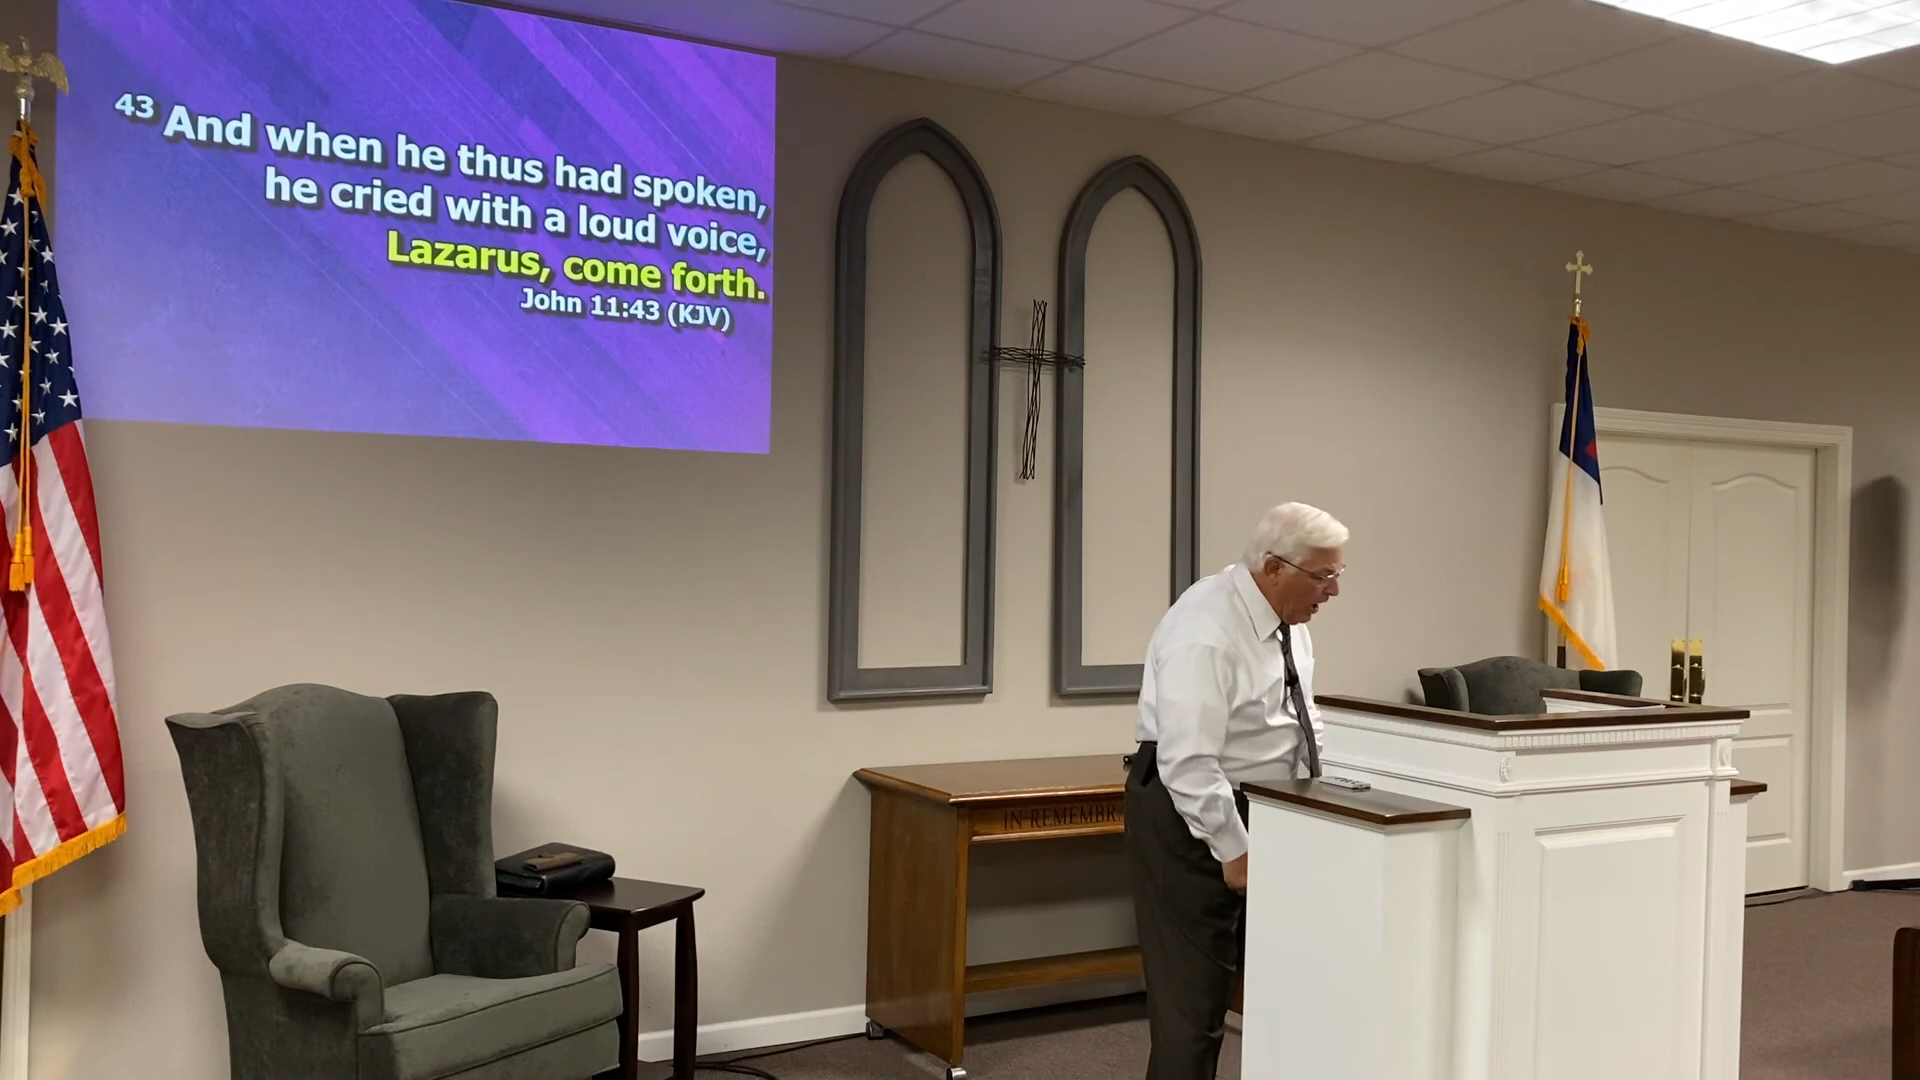 43 And when he thus had spoken,
he cried with a loud voice,
Lazarus, come forth.
John 11:43 (KJV)
IN